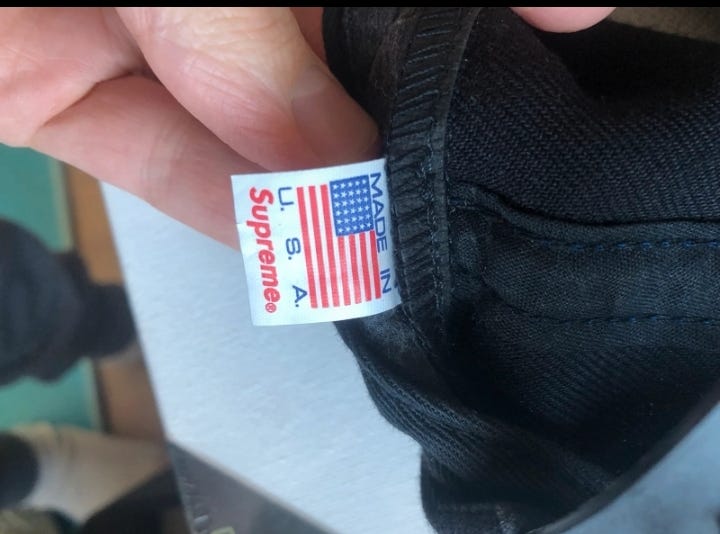 MADE IN
U. S. A.
Supreme®